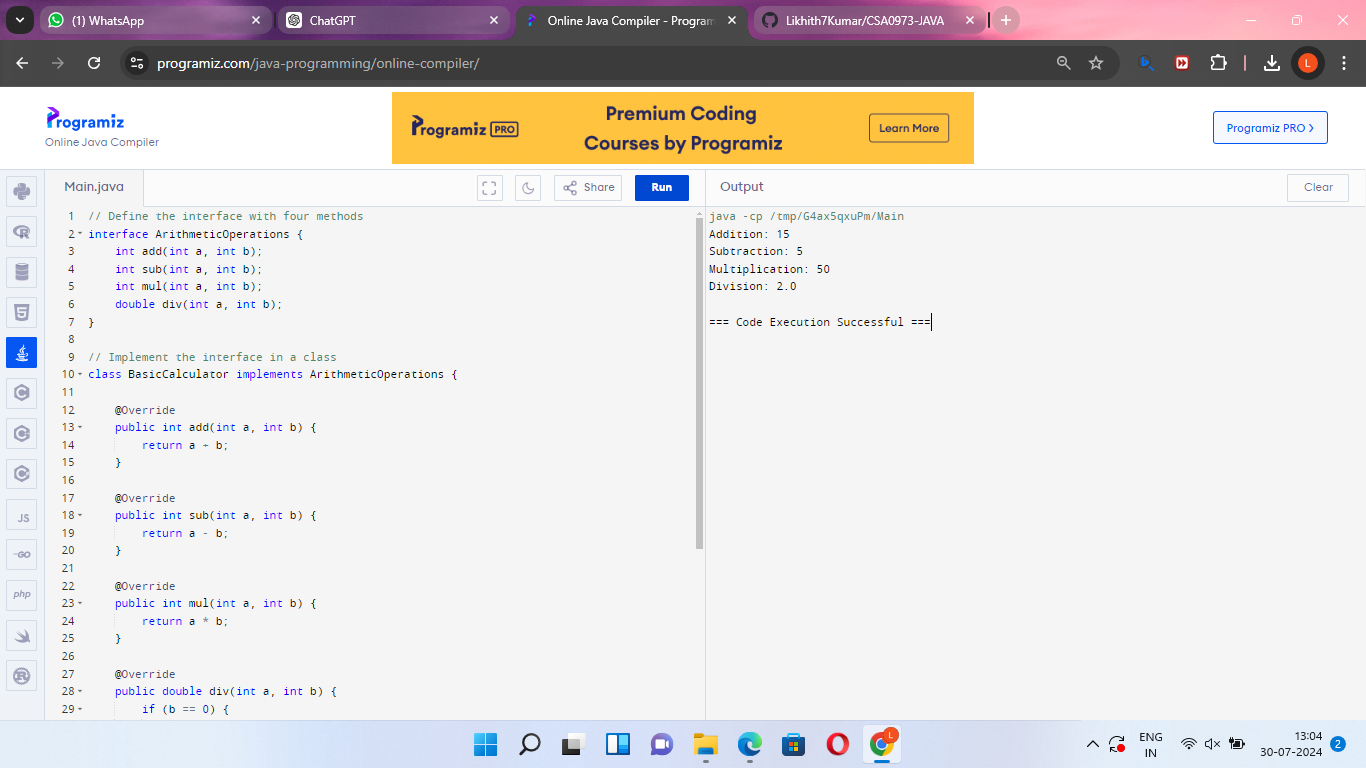 (1) WhatsApp
ChatGPT
Online Java Compiler - Program
Likhith7Kumar/CSA0973-JAVA
programiz.com/java-programming/online-compiler/
L
Programiz
Online Java Compiler
Programiz PRO
Premium Coding
Courses by Programiz
Learn More
Programiz PRO >
Main.java
Share
Run
Output
Clear
1 // Define the interface with four methods
2 interface ArithmeticOperations {
3 int add(int a, int b);
4 int sub(int a, int b);
5 int mul(int a, int b);
6 double div(int a, int b);
7 }
8
9 // Implement the interface in a class
10 class BasicCalculator implements ArithmeticOperations {
11
12 @Override
13 public int add(int a, int b) {
14 return a + b;
15 }
16
17 @Override
18 public int sub(int a, int b) {
19 return a - b;
20 }
21
22 @Override
23 public int mul(int a, int b) {
24 return a * b;
25 }
26
27 @Override
28 public double div(int a, int b) {
29 if (b == 0) {
java -cp /tmp/G4ax5qxuPm/Main
Addition: 15
Subtraction: 5
Multiplication: 50
Division: 2.0
=== Code Execution Successful ===
R
5
C
C
C
JS
GO
php
L
ENG
IN
13:04
30-07-2024
2